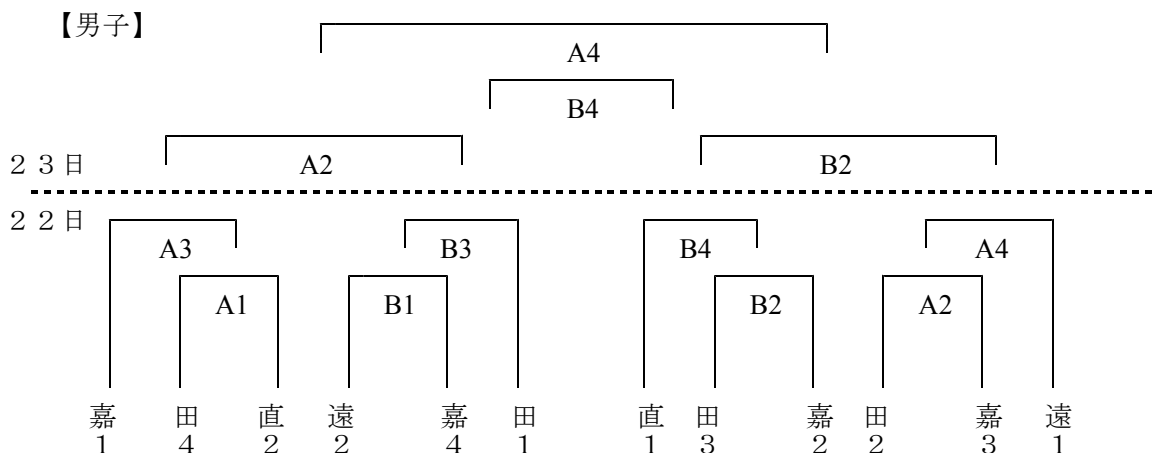 【男子】
A4
B4
２３日 A2 B2
２２日
A3 B3 B4 A4
A1 B1 B2 A2
嘉 田 直 遠 嘉 田 直 田 嘉 田 嘉 遠
１ ４ ２ ２ ４ １ １ ３ ２ ２ ３ １